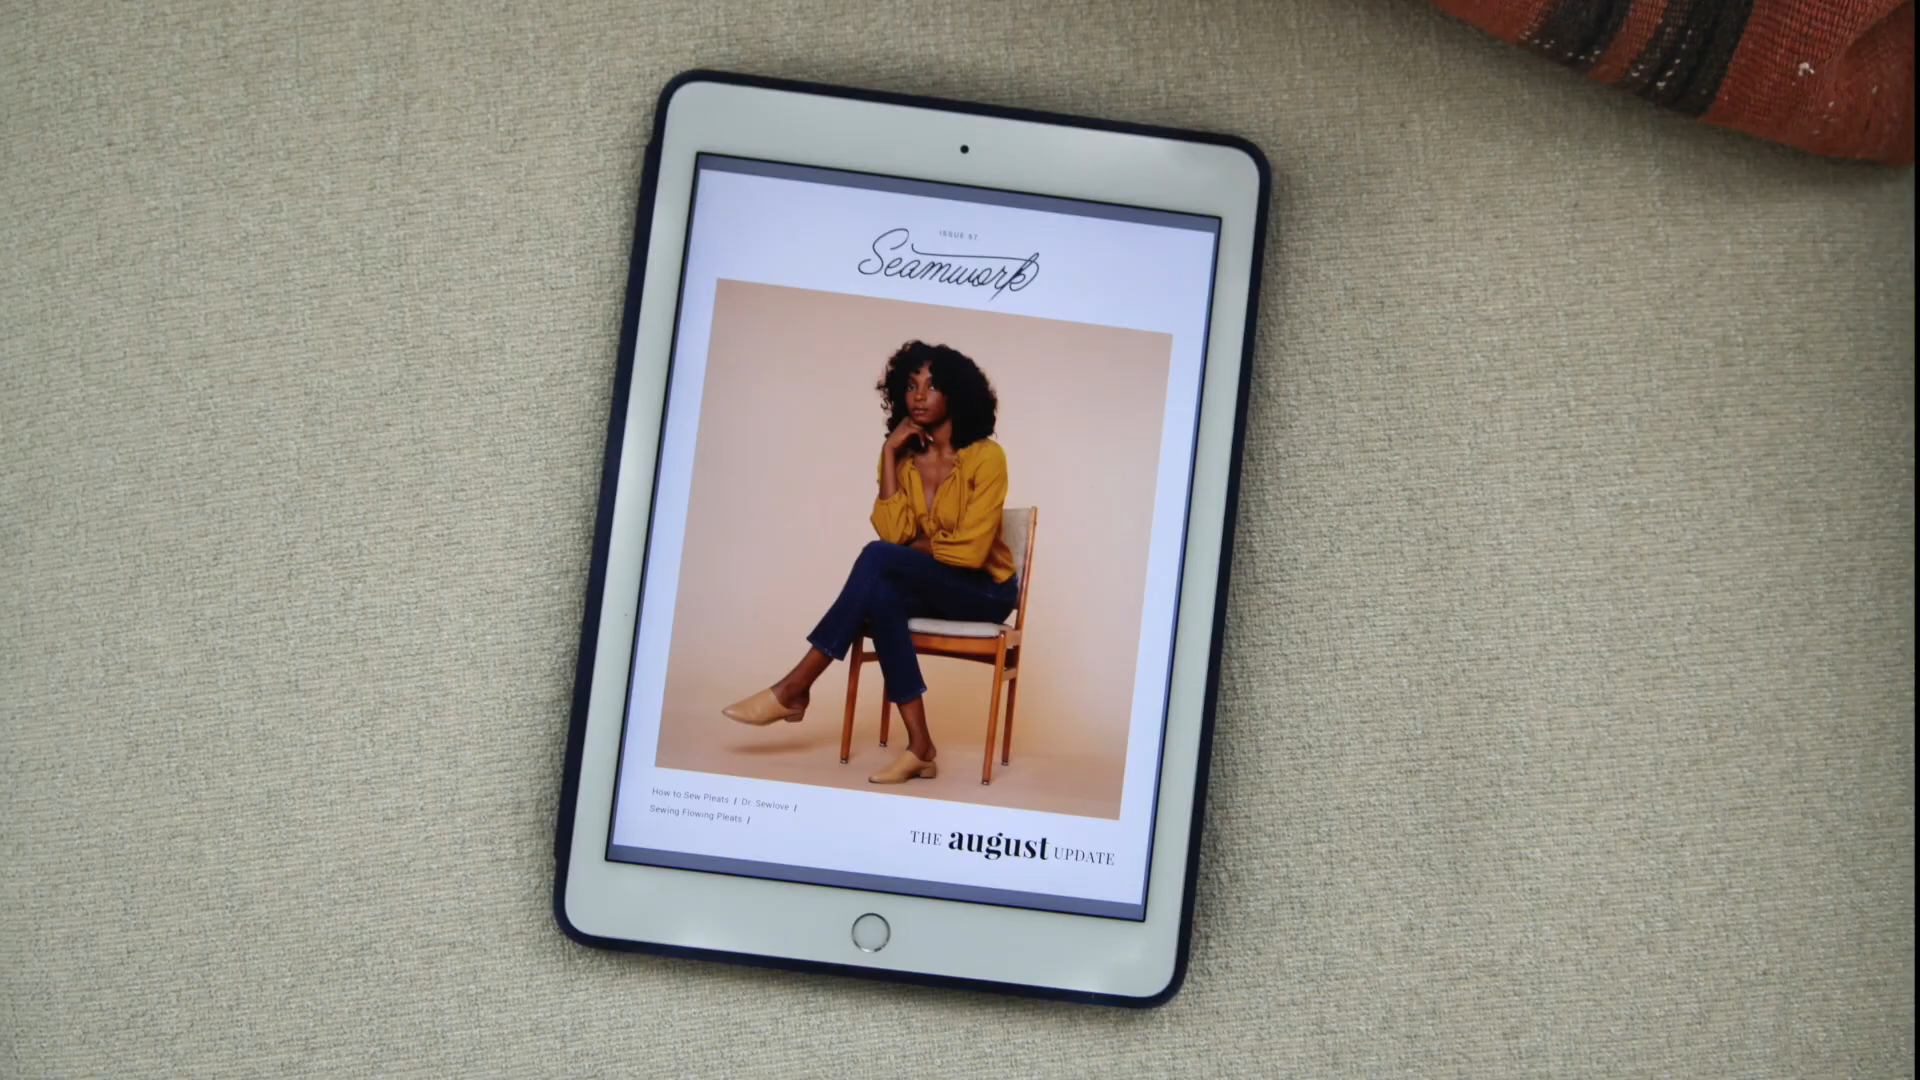 ISSUE 57
Seamwork
How to Sew Pleats / Dr. Sewlove /
Sewing Flowing Pleats /
THE august UPDATE